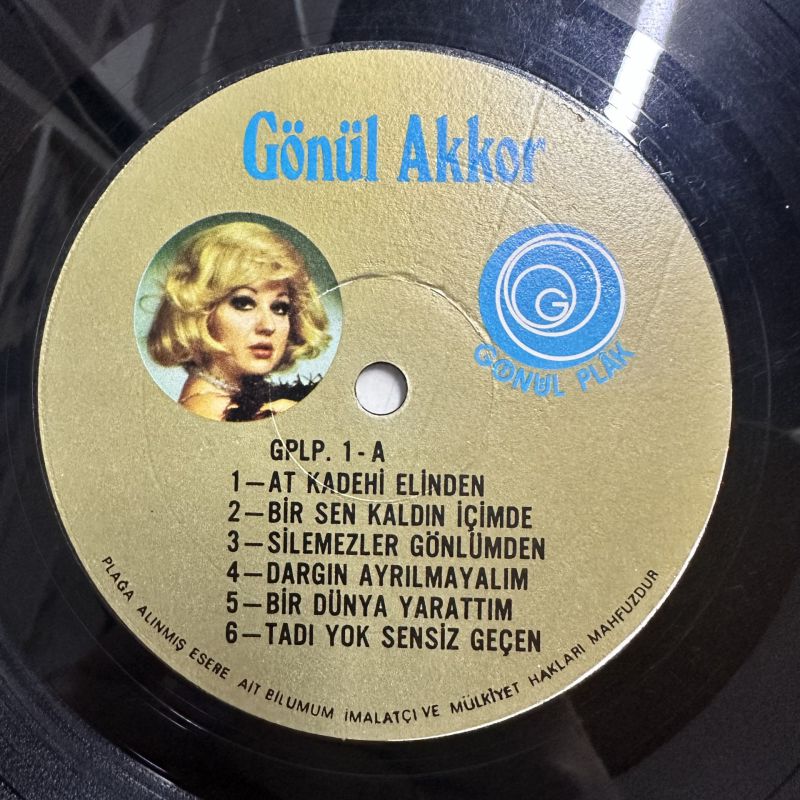 Gönül Akkor
G
GÖNÜL PLÂK
GPLP. 1-A
1—AT KADEHİ ELİNDEN
2—BİR SEN KALDIN İÇİMDE
3—SİLEMEZLER GÖNLÜMDEN
4—DARGIN AYRILMAYALIM
5—BİR DÜNYA YARATTIM
6—TADI YOK SENSİZ GEÇEN
PLAĞA ALINMIŞ ESERE AİT BİLUMUM İMALATÇI VE MÜLKİYET HAKLARI MAHFUZDUR